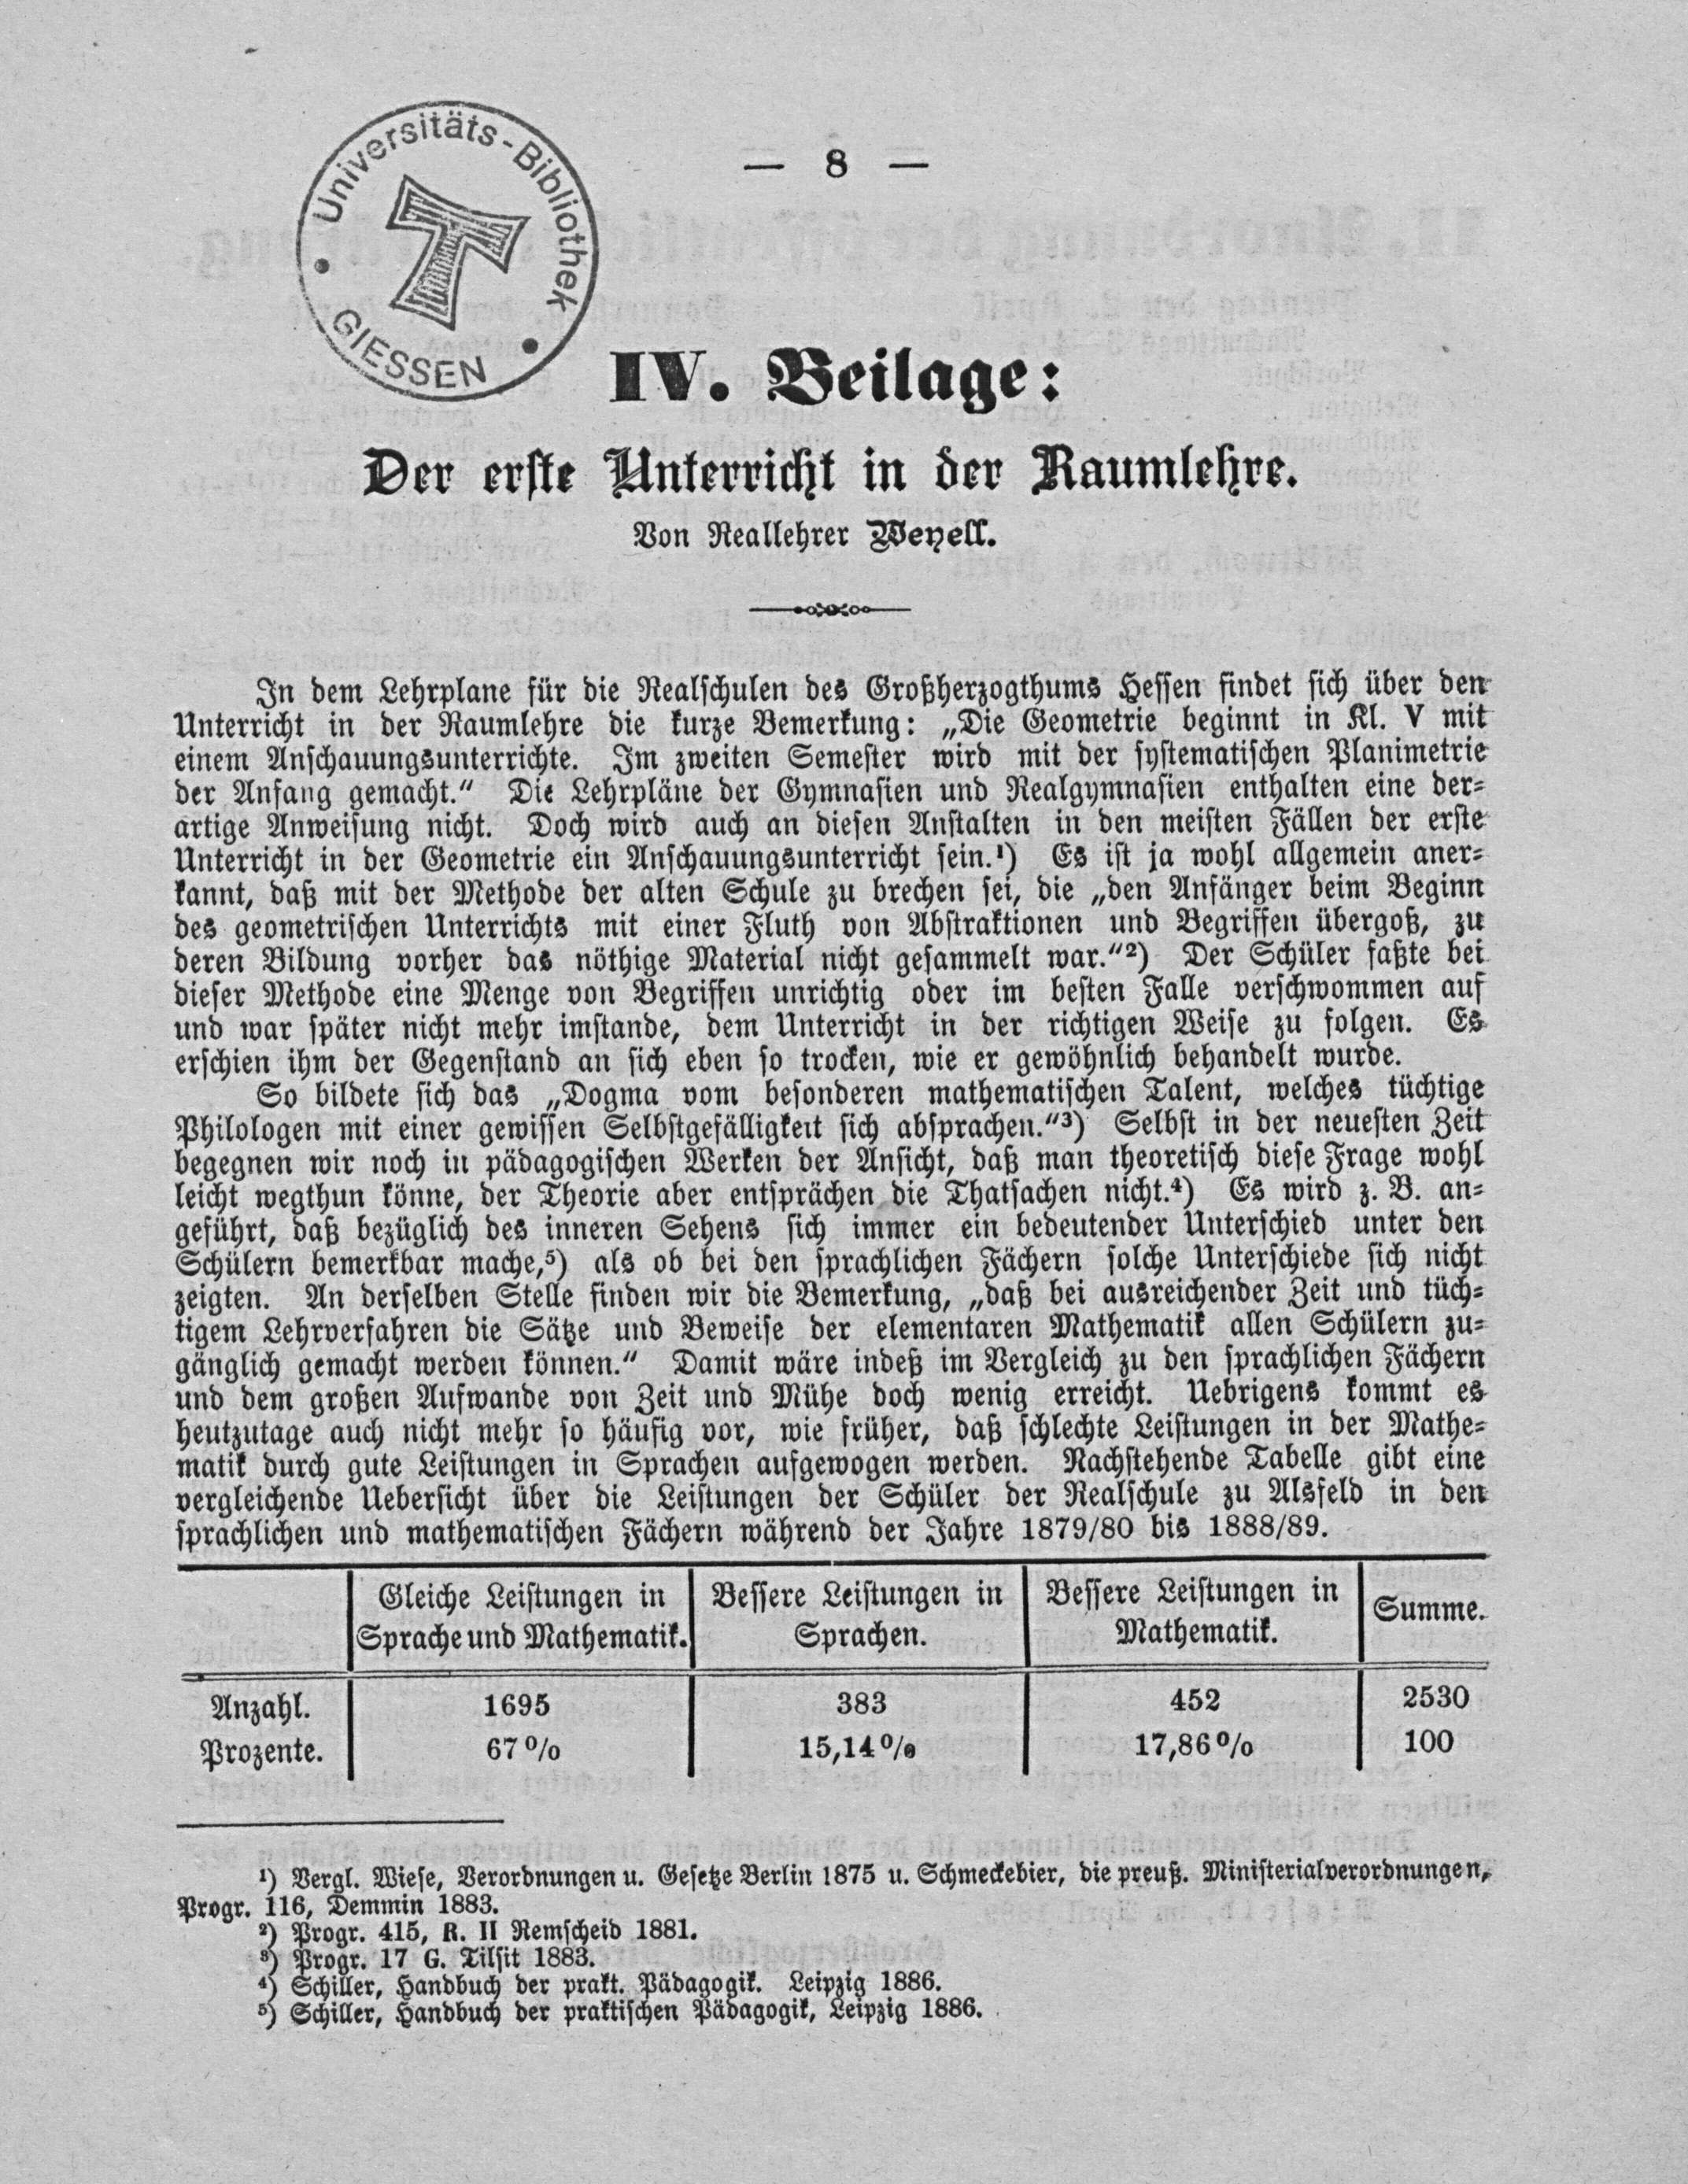 Universitäts-Bibliothek
GIESSEN
— 8 —
IV. Beilage:
Der erste Unterricht in der Raumlehre.
Von Reallehrer Weyell.
In dem Lehrplane für die Realschulen des Großherzogthums Hessen findet sich über den
Unterricht in der Raumlehre die kurze Bemerkung: „Die Geometrie beginnt in Kl. V mit
einem Anschauungsunterrichte. Im zweiten Semester wird mit der systematischen Planimetrie
der Anfang gemacht.“ Die Lehrpläne der Gymnasien und Realgymnasien enthalten eine der-
artige Anweisung nicht. Doch wird auch an diesen Anstalten in den meisten Fällen der erste
Unterricht in der Geometrie ein Anschauungsunterricht sein.¹) Es ist ja wohl allgemein aner-
kannt, daß mit der Methode der alten Schule zu brechen sei, die „den Anfänger beim Beginn
des geometrischen Unterrichts mit einer Fluth von Abstraktionen und Begriffen übergoß, zu
deren Bildung vorher das nöthige Material nicht gesammelt war.“²) Der Schüler faßte bei
dieser Methode eine Menge von Begriffen unrichtig oder im besten Falle verschwommen auf
und war später nicht mehr imstande, dem Unterricht in der richtigen Weise zu folgen. Es
erschien ihm der Gegenstand an sich eben so trocken, wie er gewöhnlich behandelt wurde.
So bildete sich das „Dogma vom besonderen mathematischen Talent, welches tüchtige
Philologen mit einer gewissen Selbstgefälligkeit sich absprachen.“³) Selbst in der neuesten Zeit
begegnen wir noch in pädagogischen Werken der Ansicht, daß man theoretisch diese Frage wohl
leicht wegthun könne, der Theorie aber entsprächen die Thatsachen nicht.⁴) Es wird z. B. an-
geführt, daß bezüglich des inneren Sehens sich immer ein bedeutender Unterschied unter den
Schülern bemerkbar mache,⁵) als ob bei den sprachlichen Fächern solche Unterschiede sich nicht
zeigten. An derselben Stelle finden wir die Bemerkung, „daß bei ausreichender Zeit und tüch-
tigem Lehrverfahren die Sätze und Beweise der elementaren Mathematik allen Schülern zu-
gänglich gemacht werden können.“ Damit wäre indeß im Vergleich zu den sprachlichen Fächern
und dem großen Aufwande von Zeit und Mühe doch wenig erreicht. Uebrigens kommt es
heutzutage auch nicht mehr so häufig vor, wie früher, daß schlechte Leistungen in der Mathe-
matik durch gute Leistungen in Sprachen aufgewogen werden. Nachstehende Tabelle gibt eine
vergleichende Uebersicht über die Leistungen der Schüler der Realschule zu Alsfeld in den
sprachlichen und mathematischen Fächern während der Jahre 1879/80 bis 1888/89.
Gleiche Leistungen in Bessere Leistungen in Bessere Leistungen in Summe.
Sprache und Mathematik. Sprachen. Mathematik.
Anzahl. 1695 383 452 2530
Prozente. 67% 15,14% 17,86% 100
¹) Vergl. Wiese, Verordnungen u. Gesetze Berlin 1875 u. Schmeckebier, die preuß. Ministerialverordnungen,
Progr. 116, Demmin 1883.
²) Progr. 415, R. II Remscheid 1881.
³) Progr. 17 G. Tilsit 1883.
⁴) Schiller, Handbuch der prakt. Pädagogik. Leipzig 1886.
⁵) Schiller, Handbuch der praktischen Pädagogik, Leipzig 1886.